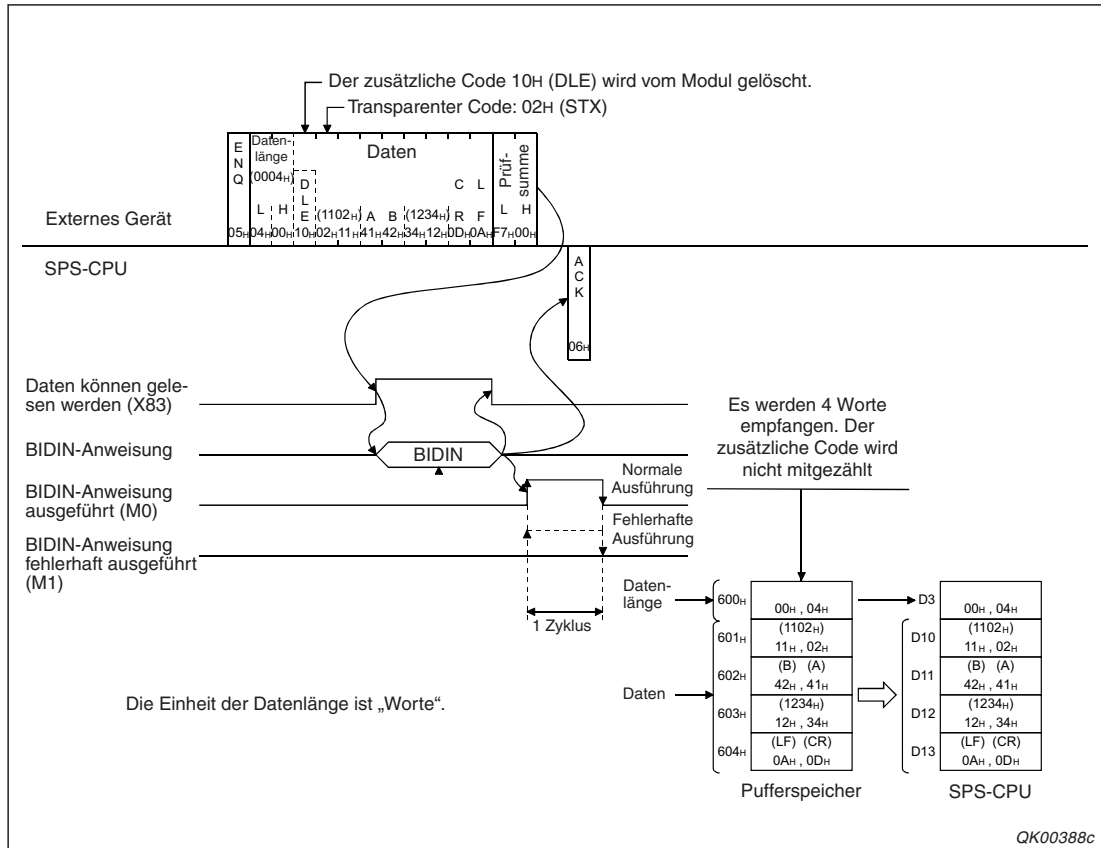 Der zusätzliche Code 10H (DLE) wird vom Modul gelöscht.
Transparenter Code: 02H (STX)
ENQ
Daten-
länge
(0004H)
Daten
Prüf-
summe
DLE
C L
L H
(1102H) A B (1234H)
R F
L H
Externes Gerät
05H 04H 00H 10H 02H 11H 41H 42H 34H 12H 0DH 0AH F7H 00H
SPS-CPU
ACK
06H
Daten können gele-
sen werden (X83)
BIDIN-Anweisung
BIDIN
BIDIN-Anweisung
ausgeführt (M0)
Normale
Ausführung
BIDIN-Anweisung
fehlerhaft ausgeführt
(M1)
Fehlerhafte
Ausführung
1 Zyklus
Es werden 4 Worte
empfangen. Der
zusätzliche Code wird
nicht mitgezählt
Die Einheit der Datenlänge ist „Worte“.
Daten-
länge
600H
00H , 04H
D3
00H , 04H
Daten
601H
(1102H)
11H , 02H
D10
(1102H)
11H , 02H
602H
(B) (A)
42H , 41H
D11
(B) (A)
42H , 41H
603H
(1234H)
12H , 34H
D12
(1234H)
12H , 34H
604H
(LF) (CR)
0AH , 0DH
D13
(LF) (CR)
0AH , 0DH
Pufferspeicher
SPS-CPU
QK00388c